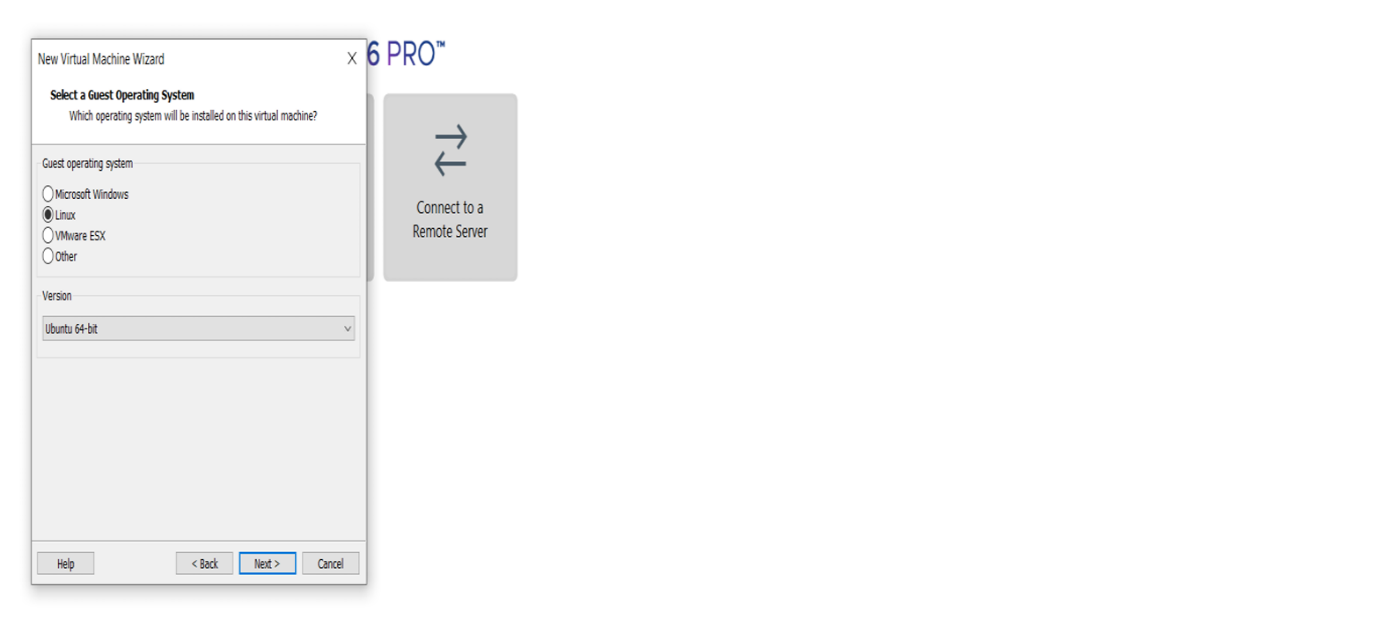 New Virtual Machine Wizard
X
6 PRO™
Select a Guest Operating System
Which operating system will be installed on this virtual machine?
Guest operating system
Microsoft Windows
Linux
VMware ESX
Other
Version
Ubuntu 64-bit
Help
< Back
Next >
Cancel
Connect to a
Remote Server